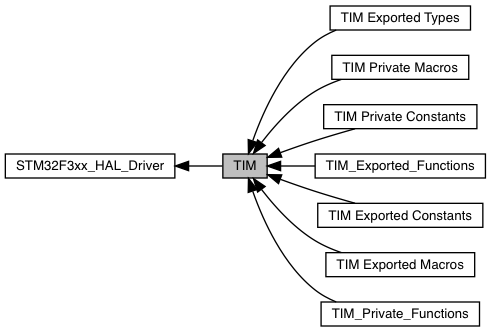 TIM Exported Types
TIM Private Macros
TIM Private Constants
STM32F3xx_HAL_Driver
TIM
TIM_Exported_Functions
TIM Exported Constants
TIM Exported Macros
TIM_Private_Functions